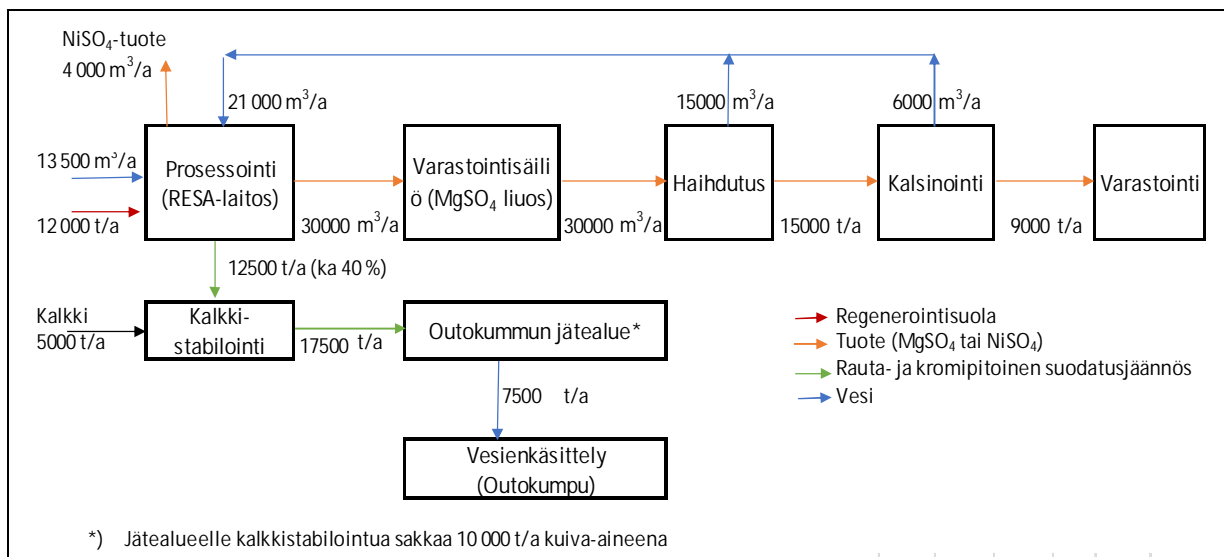 NiSO4-tuote
4 000 m3/a
21 000 m3/a
15000 m3/a
6000 m3/a
13 500 m3/a
12 000 t/a
Prosessointi
(RESA-laitos)
30000 m3/a
Varastointisäili
ö (MgSO4 liuos)
30000 m3/a
Haihdutus
15000 t/a
Kalsinointi
9000 t/a
Varastointi
12500 t/a (ka 40 %)
Kalkki
5000 t/a
Kalkki-
stabilointi
17500 t/a
Outokummun jätealue*
7500 t/a
Vesienkäsittely
(Outokumpu)
Regenerointisuola
Tuote (MgSO4 tai NiSO4)
Rauta- ja kromipitoinen suodatusjäännös
Vesi
*) Jätealueelle kalkkistabilointua sakkaa 10 000 t/a kuiva-aineena